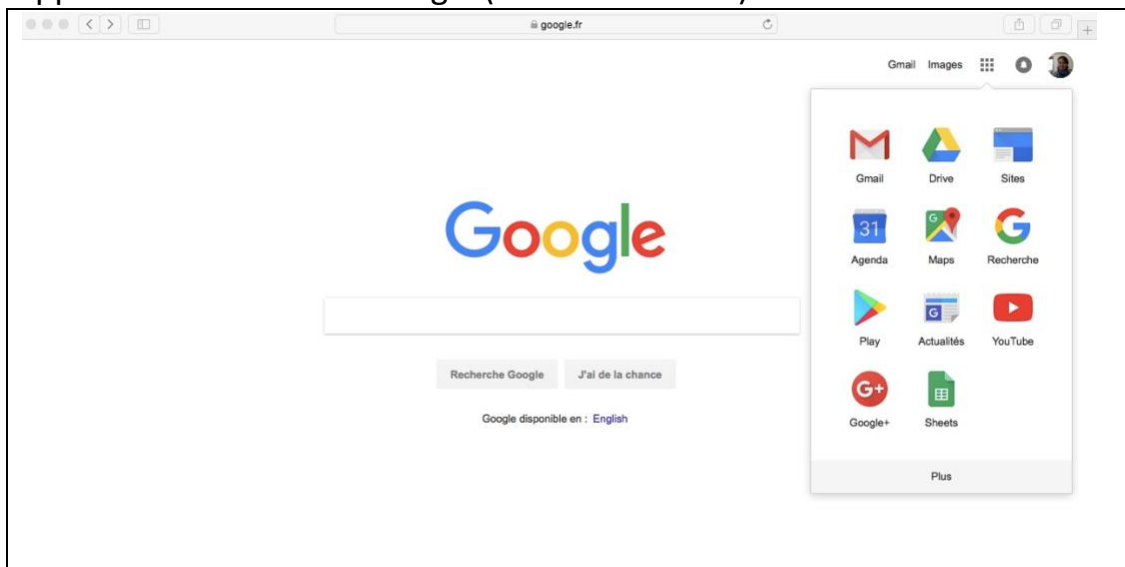 google.fr
Gmail Images
Gmail Drive Sites
Google
31 G
Agenda Maps Recherche
G
Play Actualités YouTube
Recherche Google J'ai de la chance
G+
Google disponible en : English
Google+ Sheets
Plus